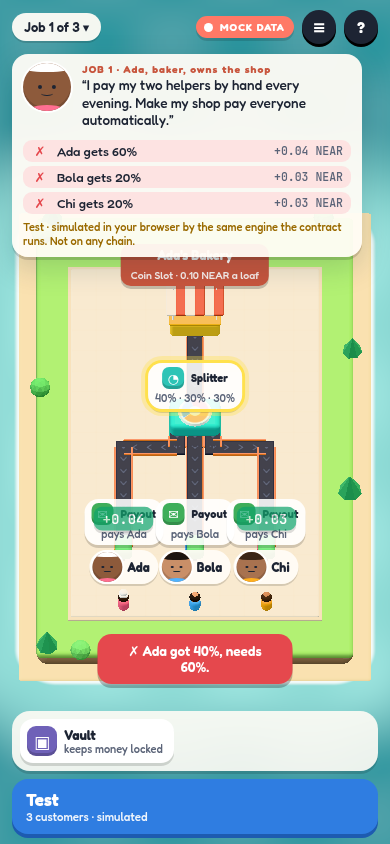 Job 1 of 3 ▾
MOCK DATA
≡
?
JOB 1 · Ada, baker, owns the shop
“I pay my two helpers by hand every
evening. Make my shop pay everyone
automatically.”
✗ Ada gets 60% +0.04 NEAR
✗ Bola gets 20% +0.03 NEAR
✗ Chi gets 20% +0.03 NEAR
Test · simulated in your browser by the same engine the contract
runs. Not on any chain.
Ada's Bakery
Coin Slot · 0.10 NEAR a loaf
Splitter
40% · 30% · 30%
Payout Payout Payout
+0.04 +0.03
pays Ada pays Bola pays Chi
Ada Bola Chi
✗ Ada got 40%, needs
60%.
Vault
keeps money locked
Test
3 customers · simulated